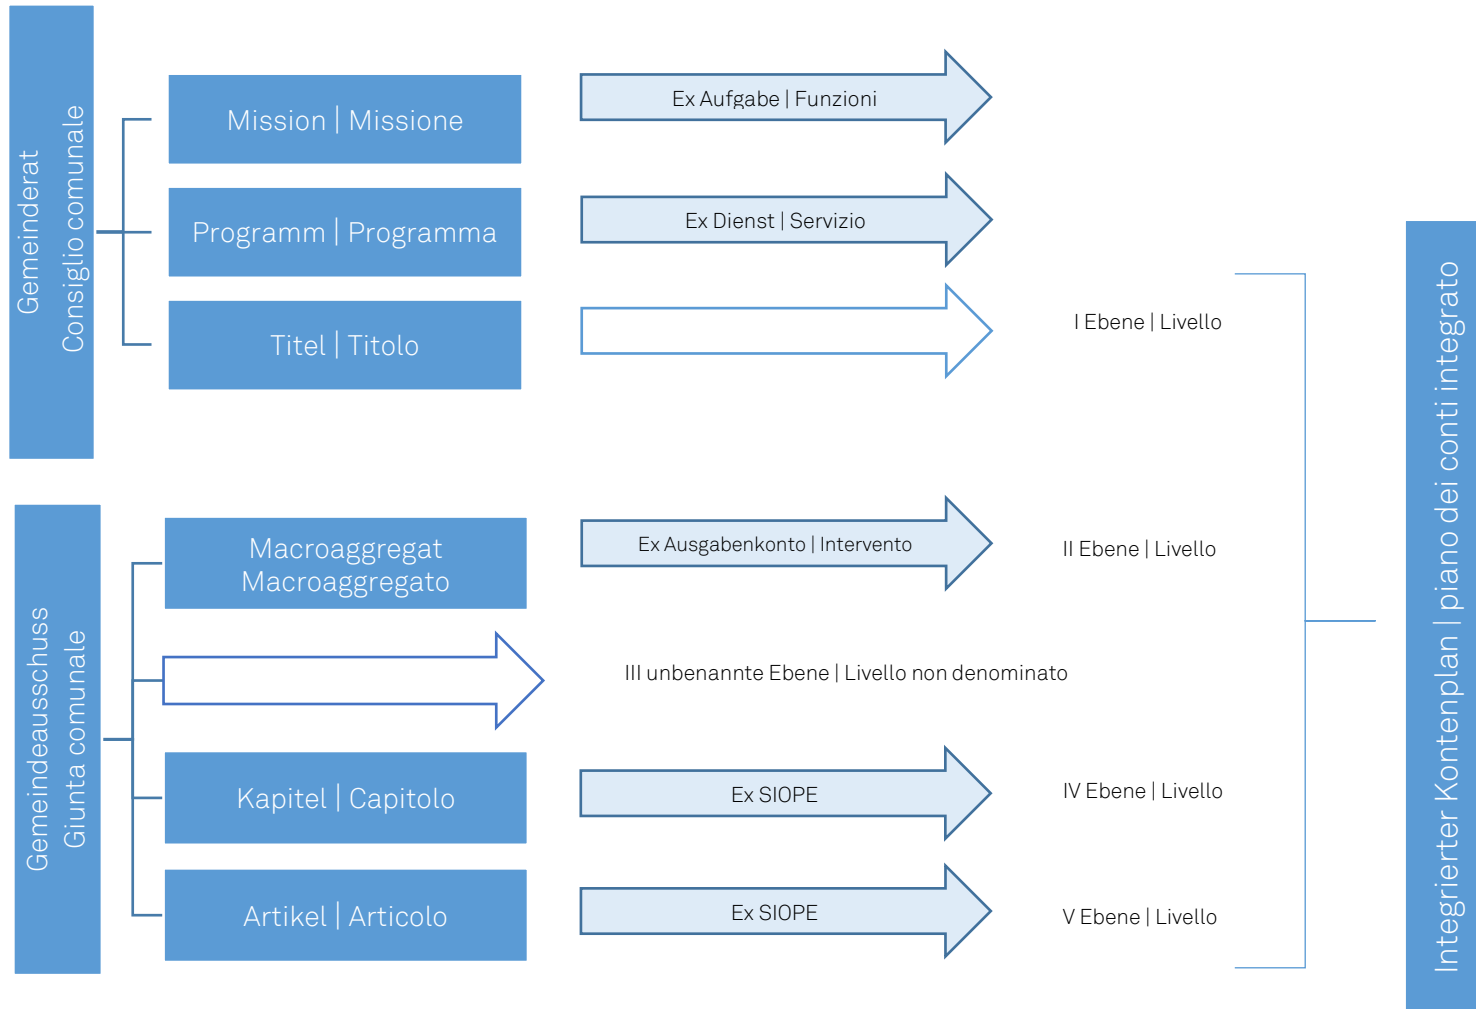 Gemeinderat
Consiglio comunale
Mission | Missione
Ex Aufgabe | Funzioni
Programm | Programma
Ex Dienst | Servizio
Titel | Titolo
I Ebene | Livello
Gemeindeausschuss
Giunta comunale
Macroaggregat
Macroaggregato
Ex Ausgabenkonto | Intervento
II Ebene | Livello
III unbenannte Ebene | Livello non denominato
Kapitel | Capitolo
Ex SIOPE
IV Ebene | Livello
Artikel | Articolo
Ex SIOPE
V Ebene | Livello
Integrierter Kontenplan | piano dei conti integrato